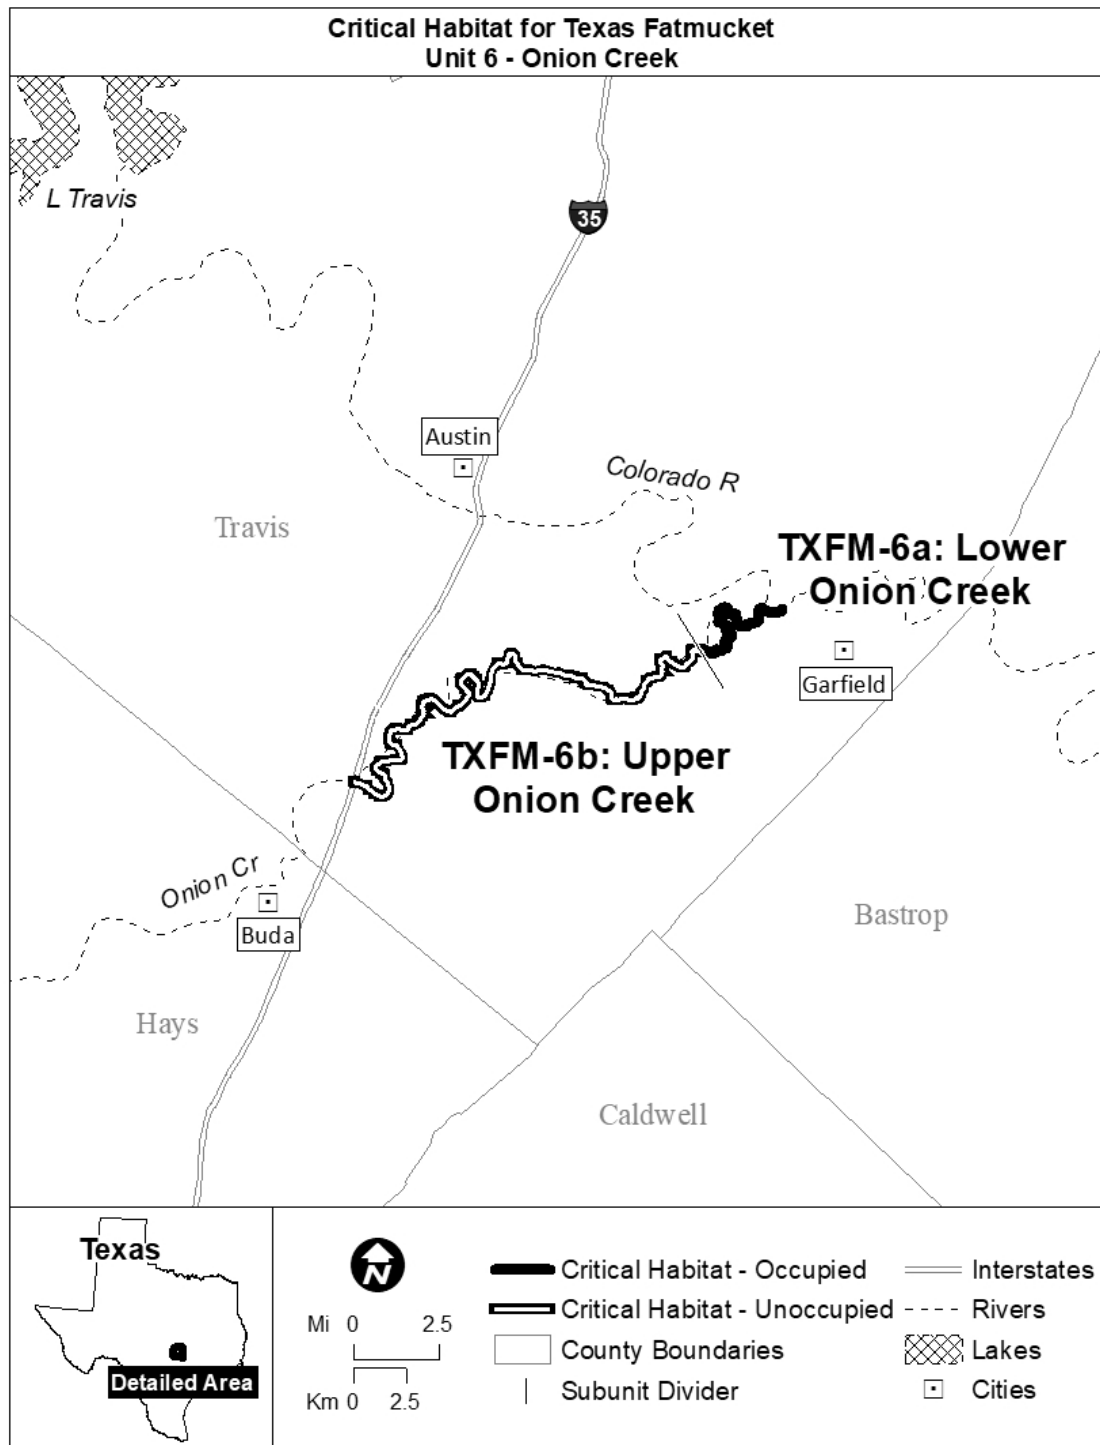 Critical Habitat for Texas Fatmucket
Unit 6 - Onion Creek
L Travis
35
Austin
Colorado R
Travis
TXFM-6a: Lower
Onion Creek
Garfield
TXFM-6b: Upper
Onion Creek
Onion Cr
Buda
Bastrop
Hays
Caldwell
Texas
Detailed Area
N
Mi 0 2.5
Km 0 2.5
Critical Habitat - Occupied
Critical Habitat - Unoccupied
County Boundaries
Subunit Divider
Interstates
Rivers
Lakes
Cities